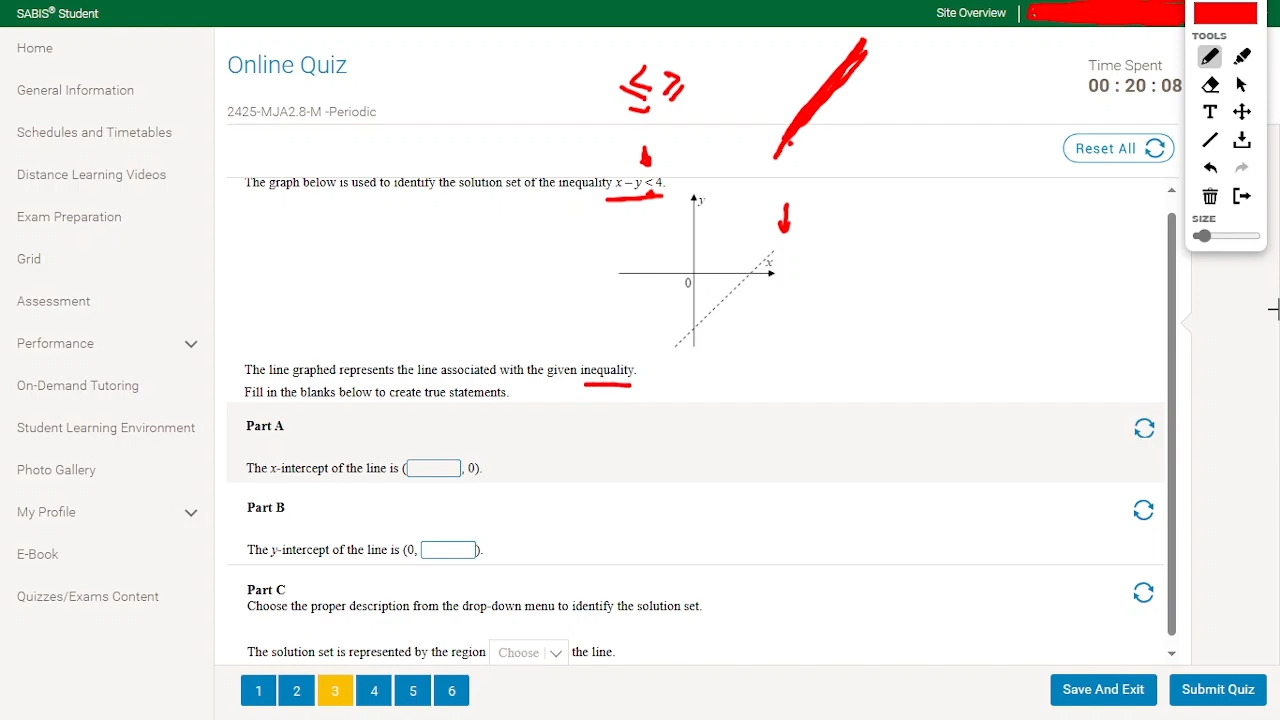 SABIS® Student
Site Overview
TOOLS
T
SIZE
Home
General Information
Schedules and Timetables
Distance Learning Videos
Exam Preparation
Grid
Assessment
Performance
On-Demand Tutoring
Student Learning Environment
Photo Gallery
My Profile
E-Book
Quizzes/Exams Content
Online Quiz
2425-MJA2.8-M -Periodic
Time Spent
00 : 20 : 08
Reset All
≤ ≥
The graph below is used to identify the solution set of the inequality x – y < 4.
y
x
0
The line graphed represents the line associated with the given inequality.
Fill in the blanks below to create true statements.
Part A
The x-intercept of the line is ( , 0).
Part B
The y-intercept of the line is (0, ).
Part C
Choose the proper description from the drop-down menu to identify the solution set.
The solution set is represented by the region Choose the line.
1 2 3 4 5 6
Save And Exit
Submit Quiz